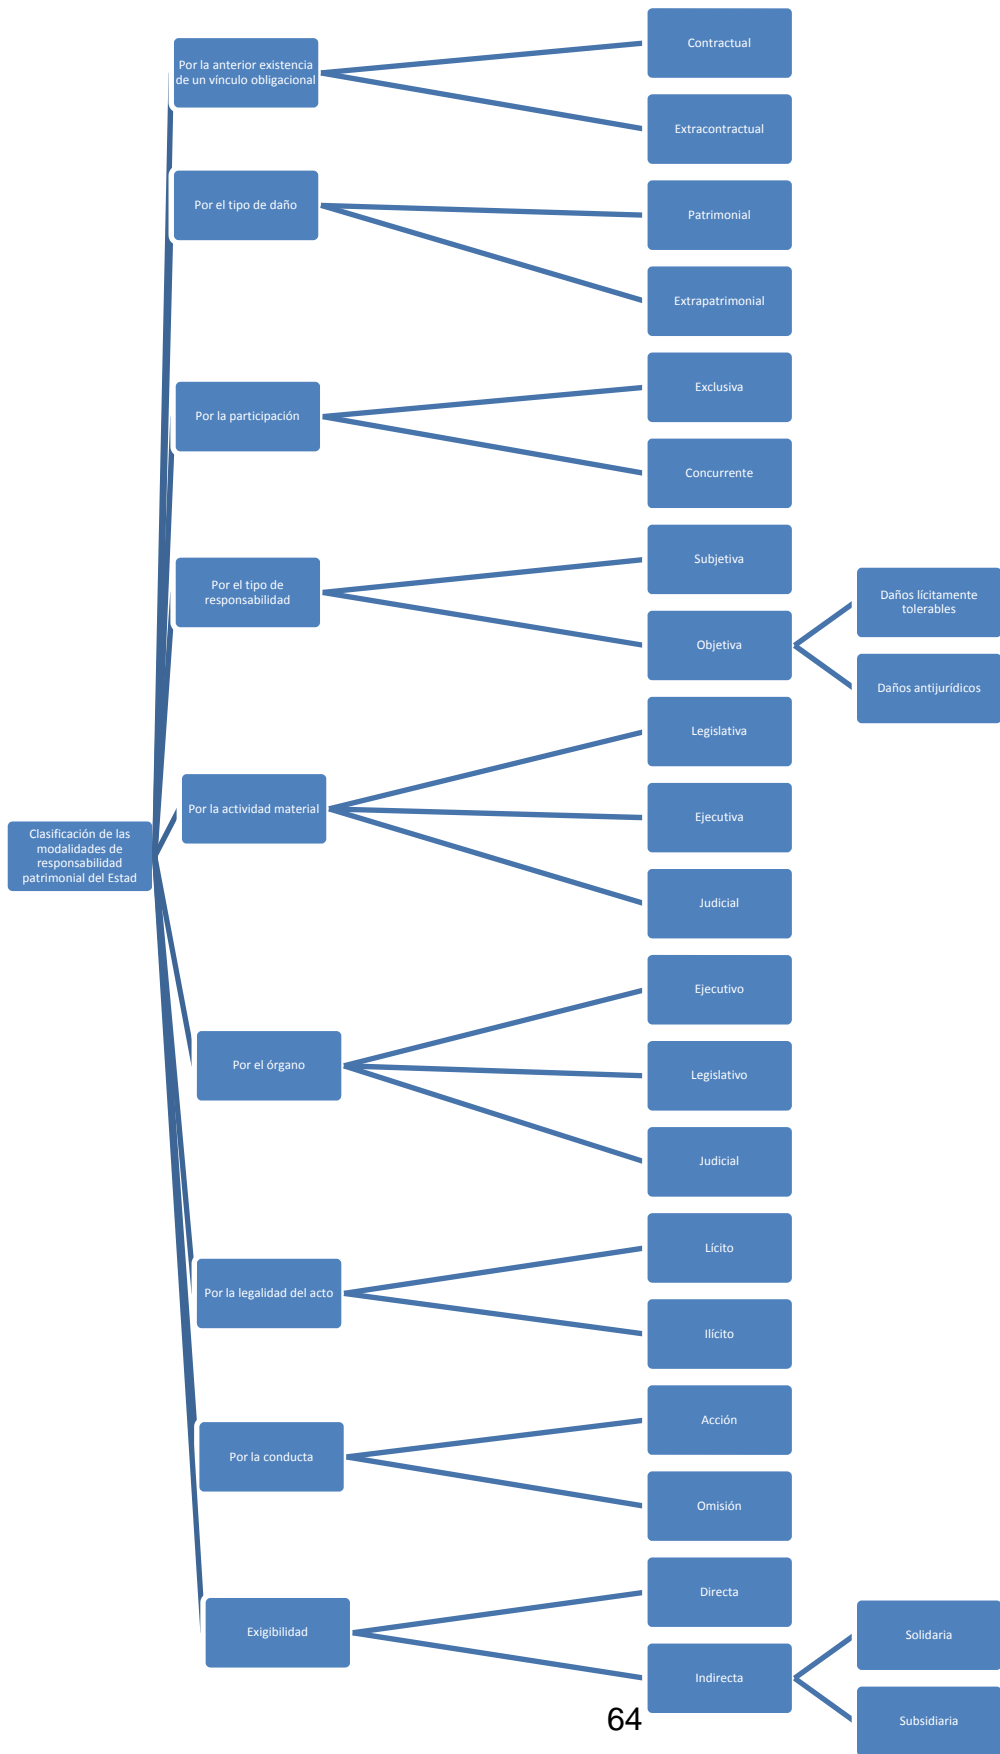 Clasificación de las
modalidades de
responsabilidad
patrimonial del Estad
Por la anterior existencia
de un vínculo obligacional
Contractual
Extracontractual
Por el tipo de daño
Patrimonial
Extrapatrimonial
Por la participación
Exclusiva
Concurrente
Por el tipo de
responsabilidad
Subjetiva
Objetiva
Daños lícitamente
tolerables
Daños antijurídicos
Por la actividad material
Legislativa
Ejecutiva
Judicial
Por el órgano
Ejecutivo
Legislativo
Judicial
Por la legalidad del acto
Lícito
Ilícito
Por la conducta
Acción
Omisión
Exigibilidad
Directa
Indirecta
Solidaria
Subsidiaria
64